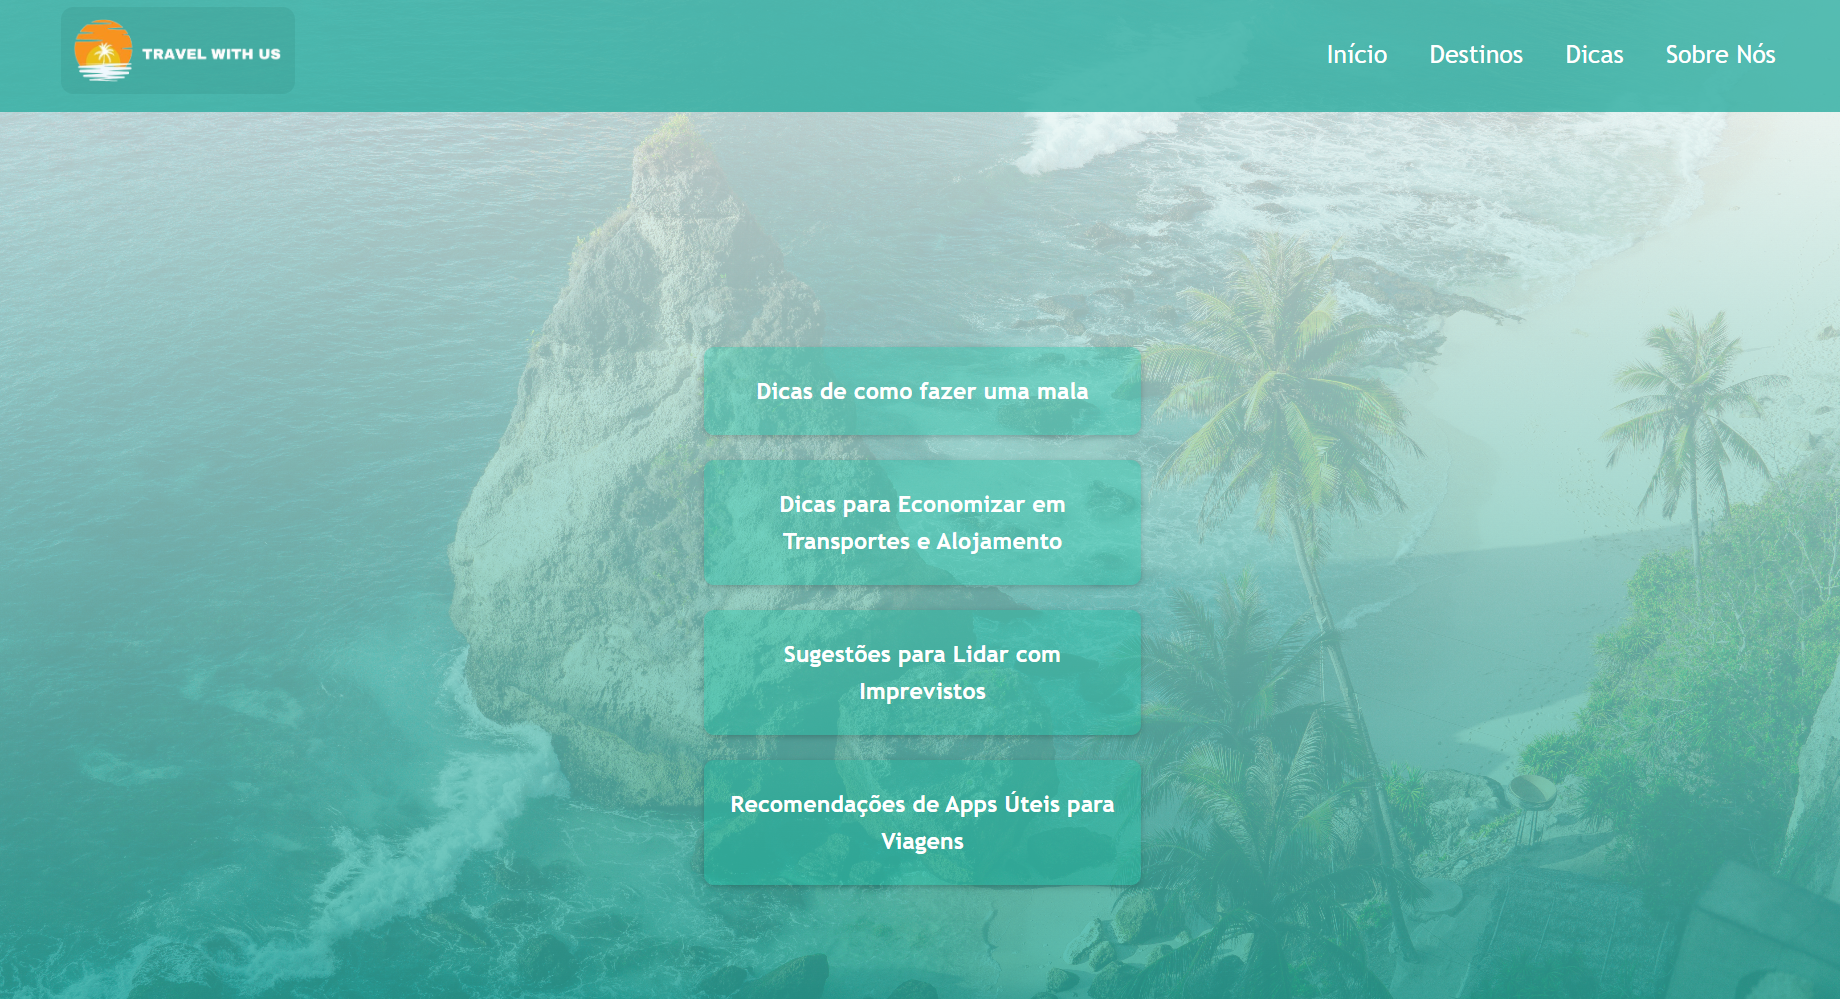 TRAVEL WITH US
Início Destinos Dicas Sobre Nós
Dicas de como fazer uma mala
Dicas para Economizar em
Transportes e Alojamento
Sugestões para Lidar com
Imprevistos
Recomendações de Apps Úteis para
Viagens